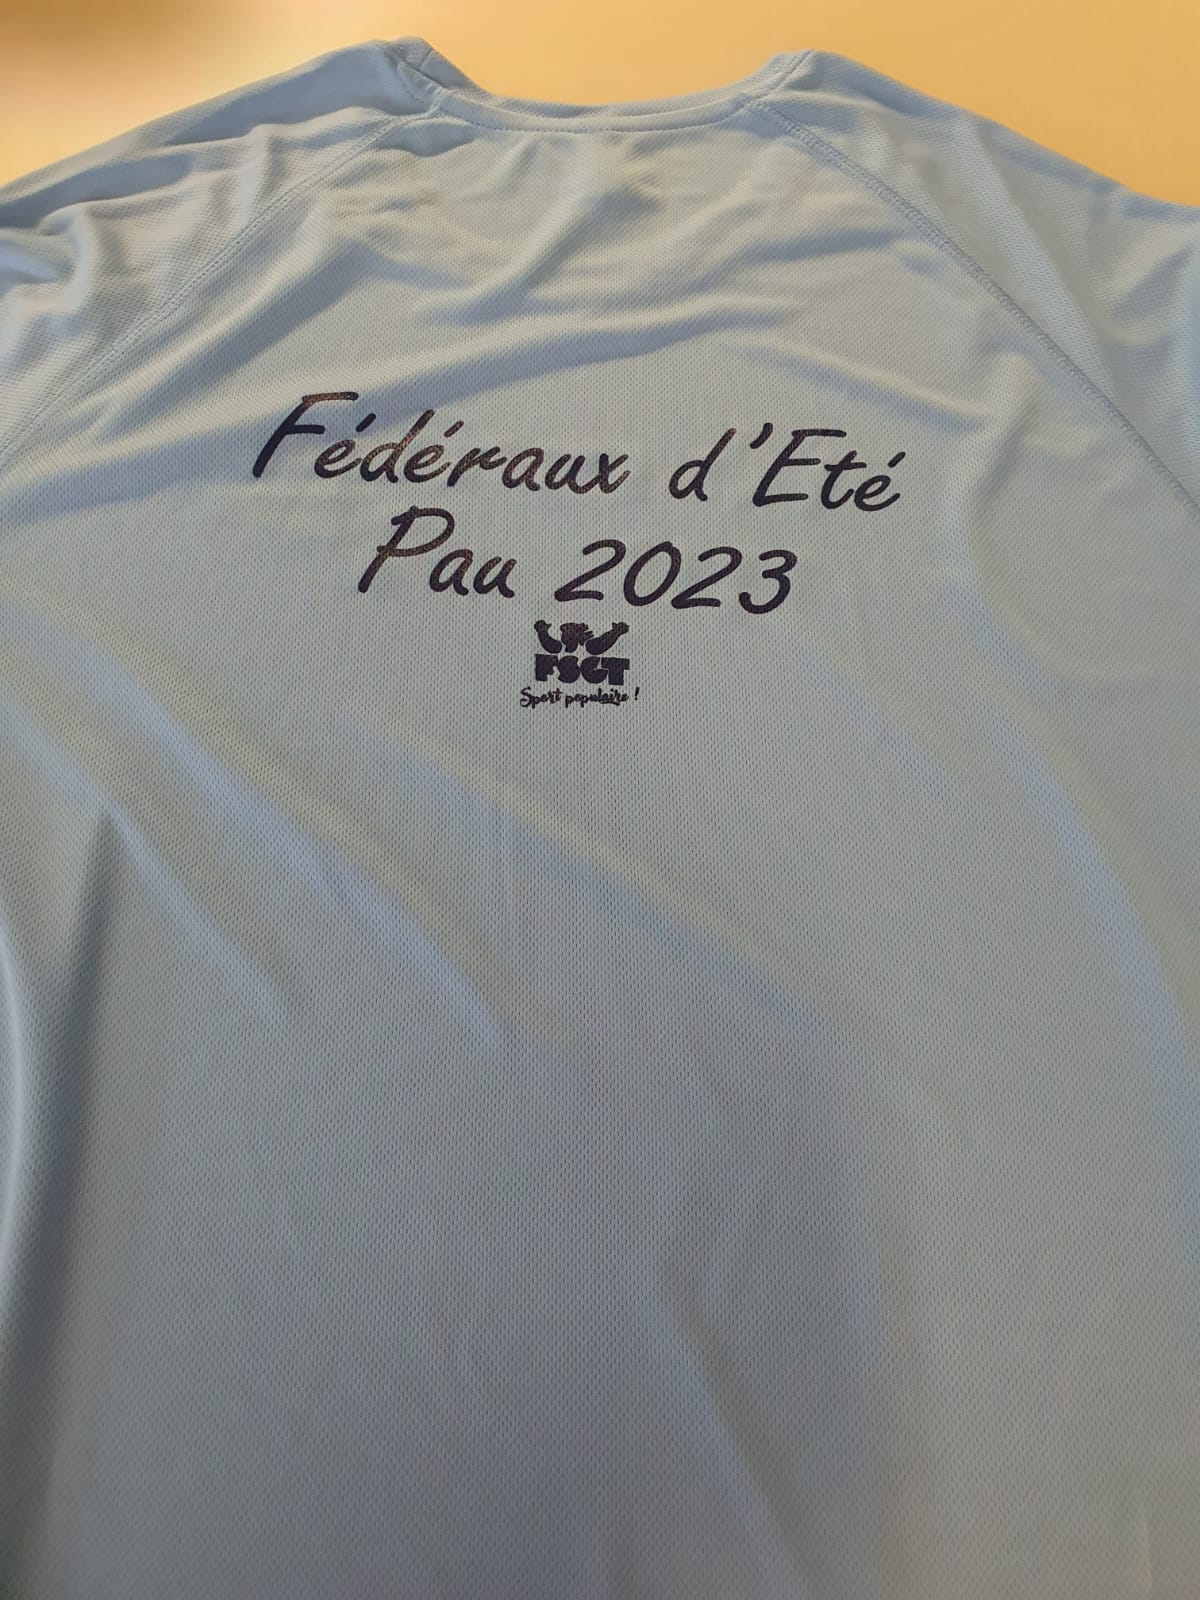 Fédéraux d'Eté
Pau 2023
FSGT
Sport populaire !